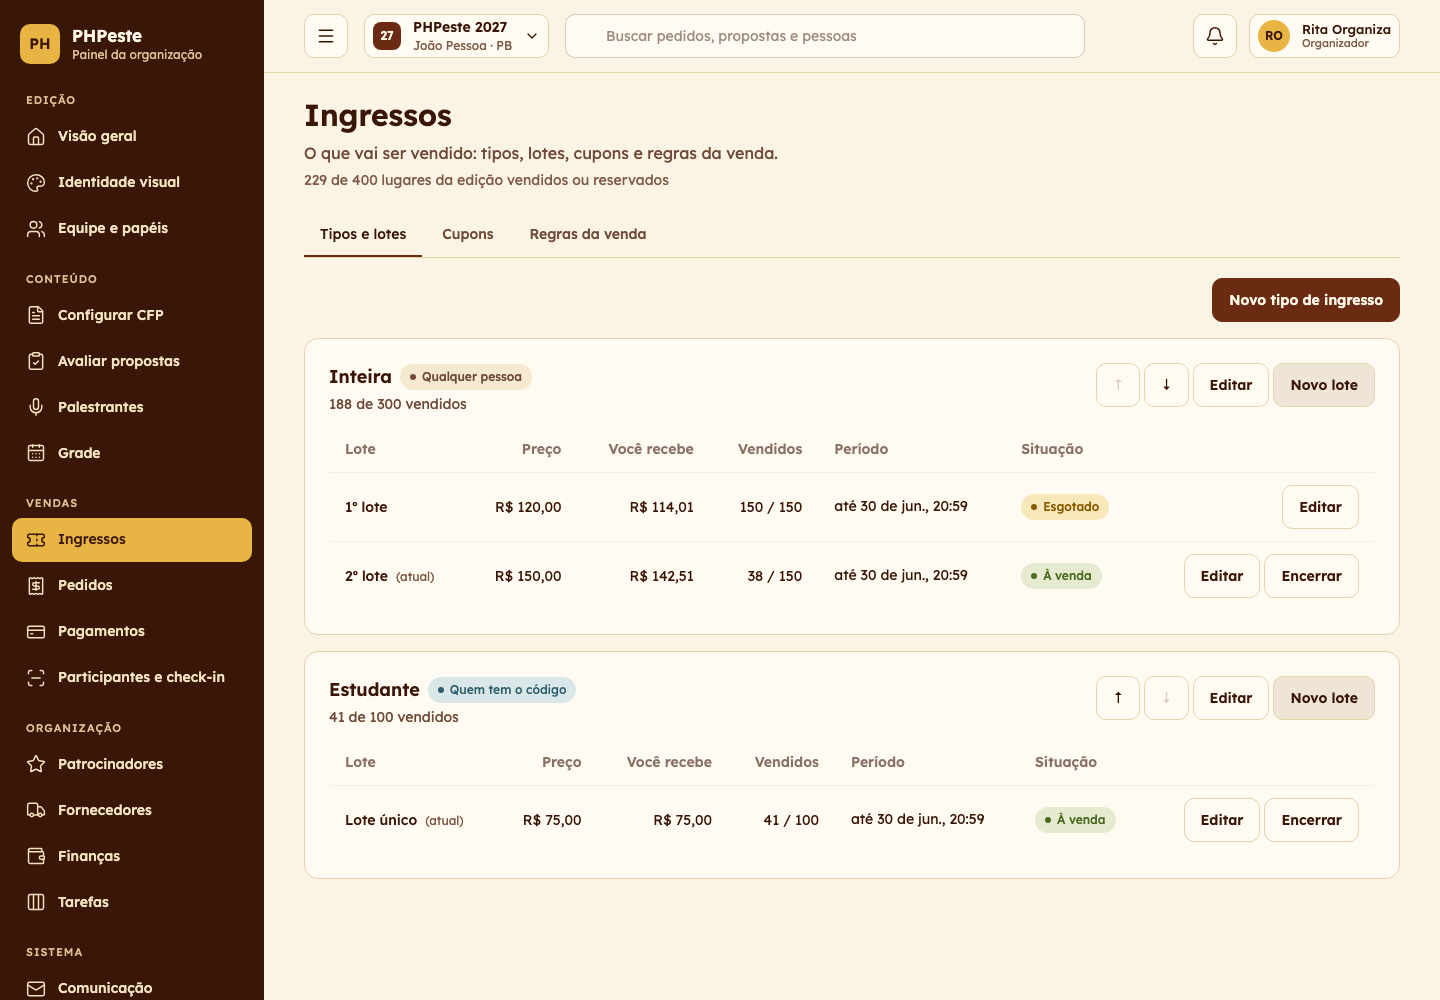 PH
PHPeste
Painel da organização
EDIÇÃO
Visão geral
Identidade visual
Equipe e papéis
CONTEÚDO
Configurar CFP
Avaliar propostas
Palestrantes
Grade
VENDAS
Ingressos
Pedidos
Pagamentos
Participantes e check-in
ORGANIZAÇÃO
Patrocinadores
Fornecedores
Finanças
Tarefas
SISTEMA
Comunicação
27
PHPeste 2027
João Pessoa · PB
Buscar pedidos, propostas e pessoas
RO
Rita Organiza
Organizador
Ingressos
O que vai ser vendido: tipos, lotes, cupons e regras da venda.
229 de 400 lugares da edição vendidos ou reservados
Tipos e lotes Cupons Regras da venda
Novo tipo de ingresso
Inteira Qualquer pessoa
188 de 300 vendidos
↑ ↓ Editar Novo lote
Lote Preço Você recebe Vendidos Período Situação
1º lote R$ 120,00 R$ 114,01 150 / 150 até 30 de jun., 20:59 Esgotado Editar
2º lote (atual) R$ 150,00 R$ 142,51 38 / 150 até 30 de jun., 20:59 À venda Editar Encerrar
Estudante Quem tem o código
41 de 100 vendidos
↑ ↓ Editar Novo lote
Lote Preço Você recebe Vendidos Período Situação
Lote único (atual) R$ 75,00 R$ 75,00 41 / 100 até 30 de jun., 20:59 À venda Editar Encerrar